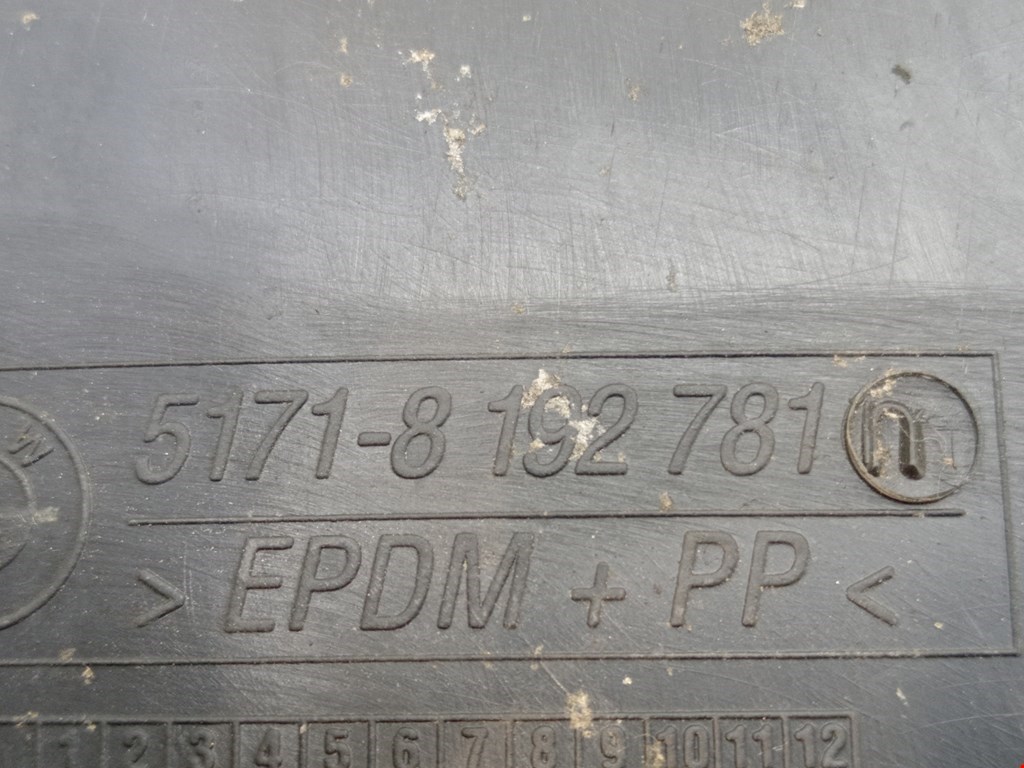 5171-8 192 781
W
> EPDM + PP <
1 2 3 4 5 6 7 8 9 10 11 12